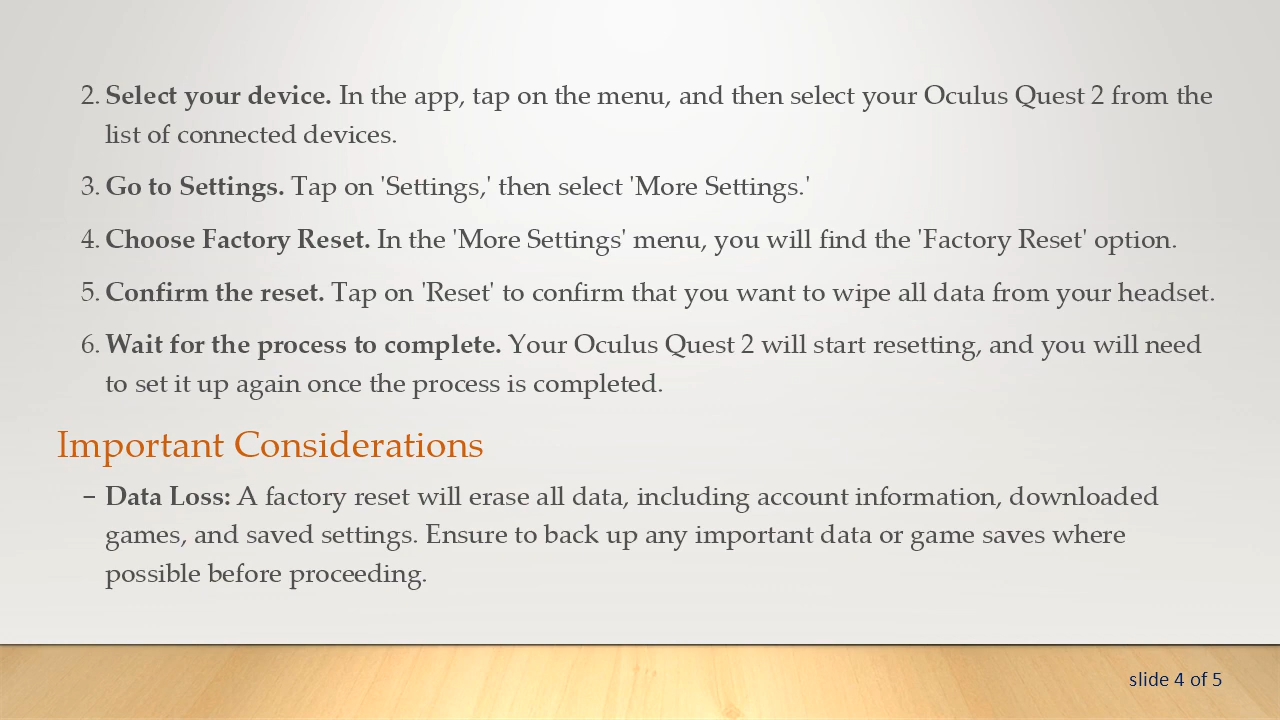 2. Select your device. In the app, tap on the menu, and then select your Oculus Quest 2 from the
list of connected devices.
3. Go to Settings. Tap on 'Settings,' then select 'More Settings.'
4. Choose Factory Reset. In the 'More Settings' menu, you will find the 'Factory Reset' option.
5. Confirm the reset. Tap on 'Reset' to confirm that you want to wipe all data from your headset.
6. Wait for the process to complete. Your Oculus Quest 2 will start resetting, and you will need
to set it up again once the process is completed.
Important Considerations
– Data Loss: A factory reset will erase all data, including account information, downloaded
games, and saved settings. Ensure to back up any important data or game saves where
possible before proceeding.
slide 4 of 5